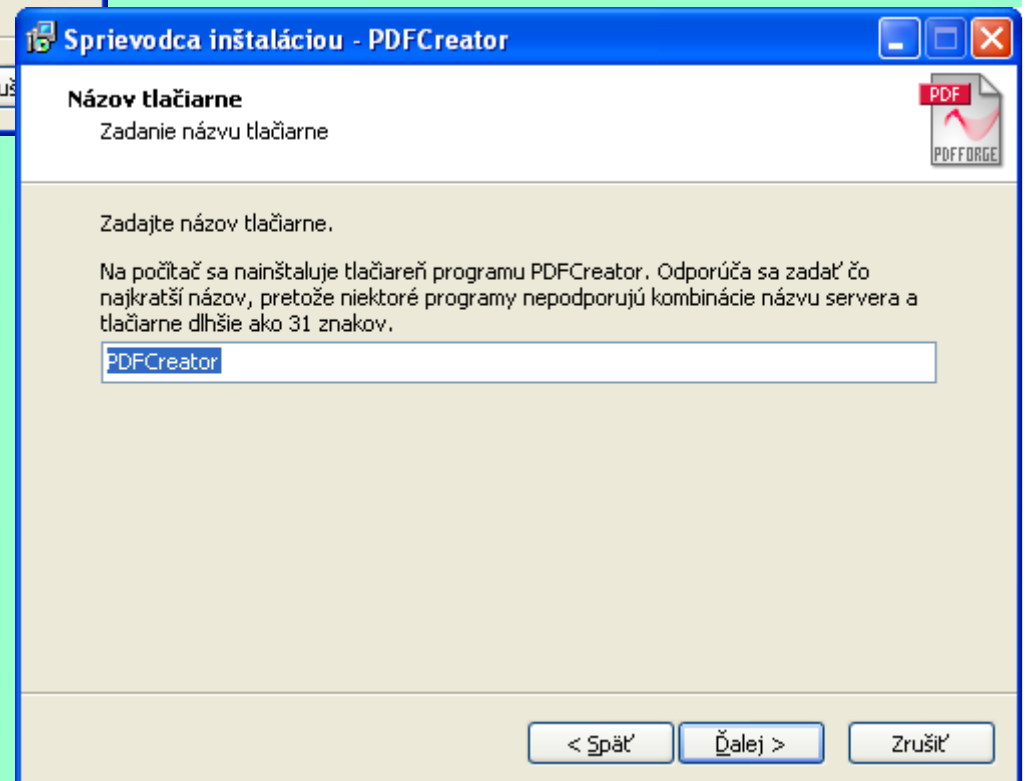 Sprievodca inštaláciou - PDFCreator
Názov tlačiarne
Zadanie názvu tlačiarne
PDF
PDFFORGE
Zadajte názov tlačiarne.
Na počítač sa nainštaluje tlačiareň programu PDFCreator. Odporúča sa zadať čo
najkratší názov, pretože niektoré programy nepodporujú kombinácie názvu servera a
tlačiarne dlhšie ako 31 znakov.
PDFCreator
< Späť
Ďalej >
Zrušiť